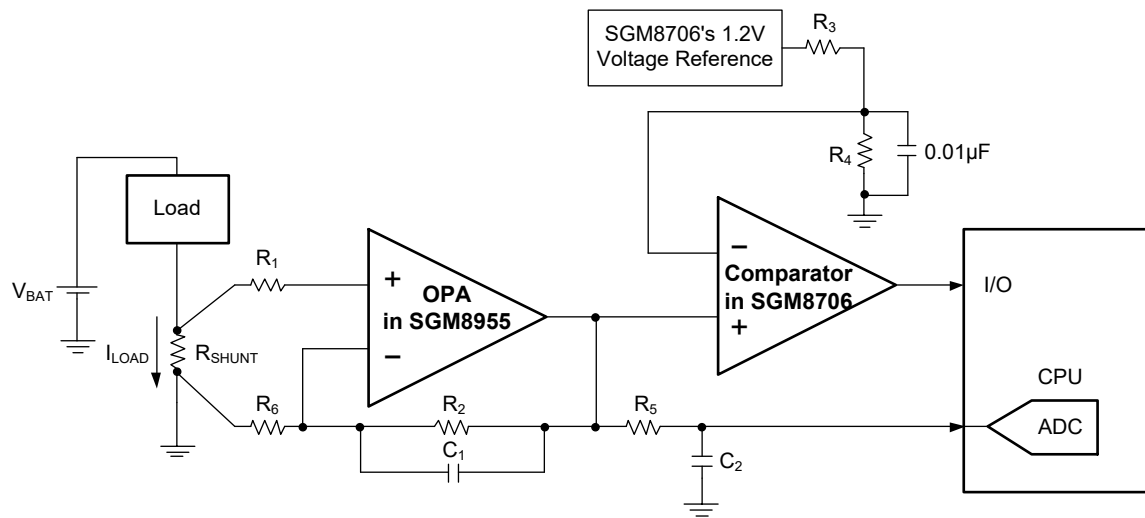 SGM8706's 1.2V
Voltage Reference
R3
R4
0.01µF
Load
R1
VBAT
ILOAD
RSHUNT
+
OPA
in SGM8955
−
−
Comparator
in SGM8706
+
I/O
CPU
ADC
R6
R2
C1
R5
C2